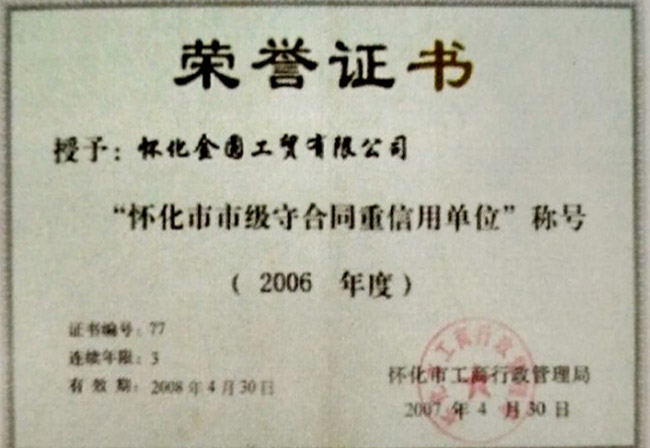 荣誉证书
授予：怀化金国工贸有限公司
“怀化市市级守合同重信用单位”称号
（2006 年度）
证书编号：77
连续年限：3
有效期：2008年4月30日
怀化市工商行政管理局
2007年4月30日